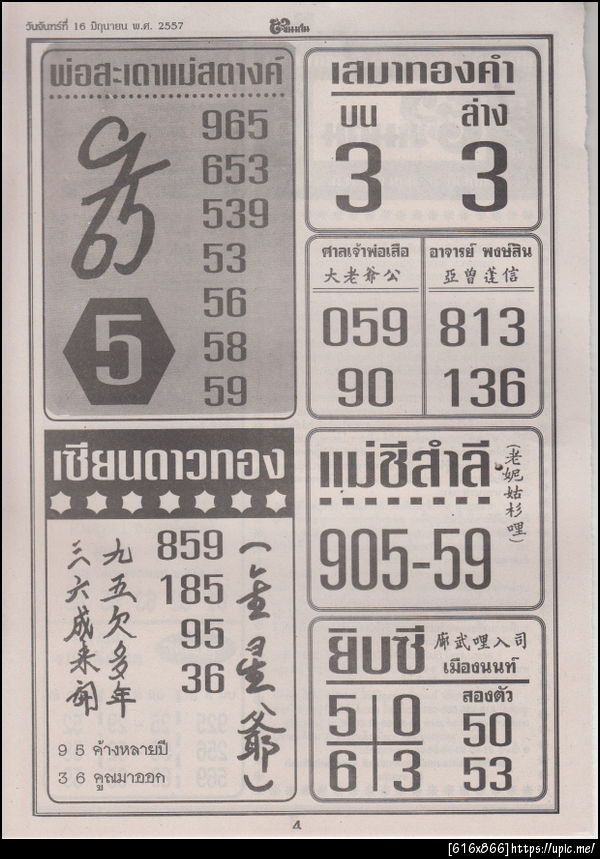 วันจันทร์ที่ 16 มิถุนายน พ.ศ. 2557
พ่อสะเดาแม่สตางค์
965
653
539
53
56
58
59
5
เสมาทองคำ
บน ล่าง
3 3
ศาลเจ้าพ่อเสือ
大老爺公
059
90
อาจารย์ พงษ์สิน
亞曾蓬信
813
136
เซียนดาวทอง
859
185
95
36
(金星爺)
九五欠多年
三六成来開
95 ค้างหลายปี
36 คูณมาออก
แม่ชีสำลี
(老妮姑杉哩)
905-59
ยิบซี
廊武哩入司
เมืองนนท์
5 0
6 3
สองตัว
50
53
4
[616x866]https://upic.me/